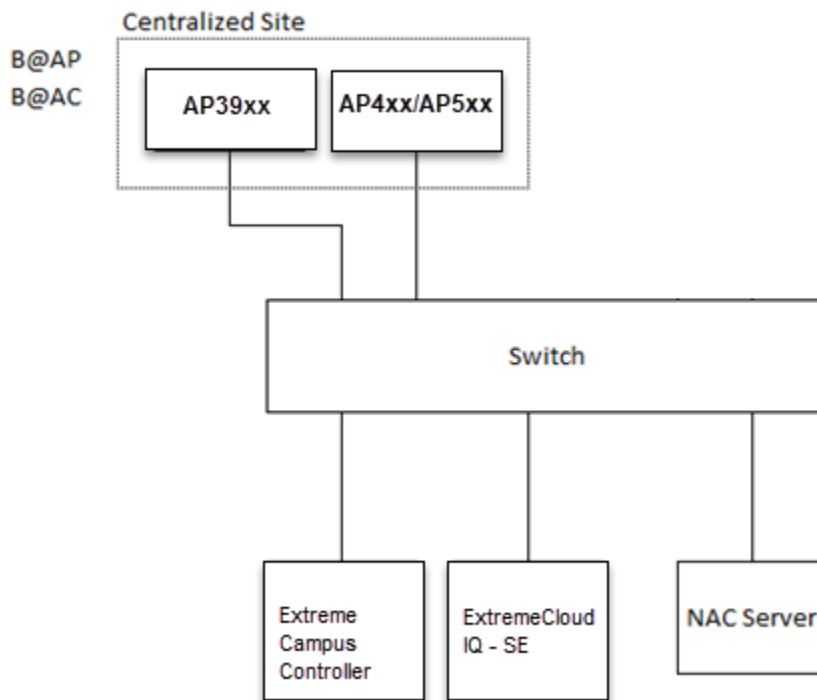 Centralized Site
B@AP
B@AC
AP39xx
AP4xx/AP5xx
Switch
Extreme
Campus
Controller
ExtremeCloud
IQ - SE
NAC Server